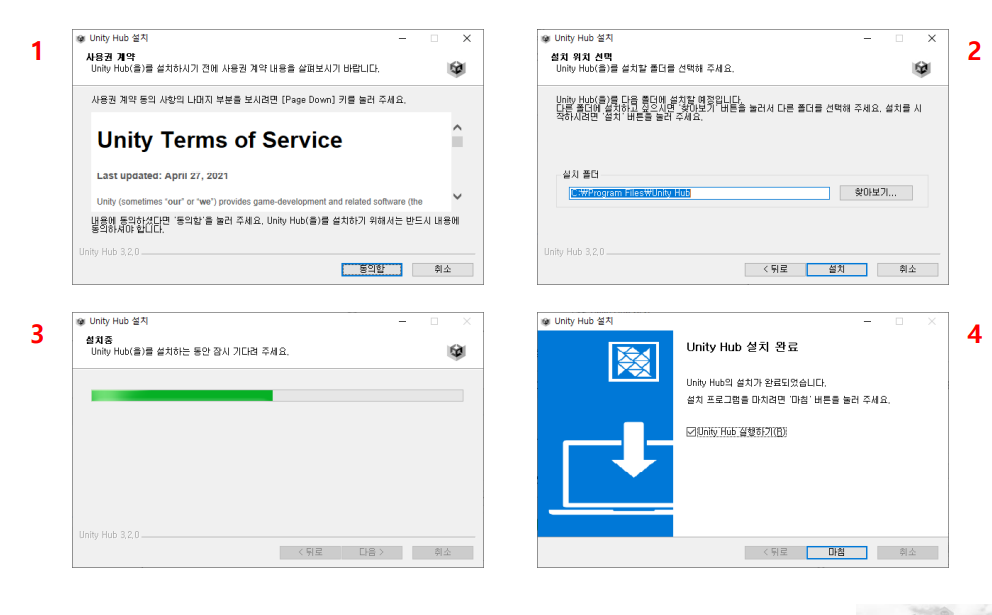 1
Unity Hub 설치
사용권 계약
Unity Hub(을)를 설치하시기 전에 사용권 계약 내용을 살펴보시기 바랍니다.
사용권 계약 동의 사항의 나머지 부분을 보시려면 [Page Down] 키를 눌러 주세요.
Unity Terms of Service
Last updated: April 27, 2021
Unity (sometimes “our” or “we”) provides game-development and related software (the
내용에 동의하셨다면 '동의함'을 눌러 주세요. Unity Hub(을)를 설치하기 위해서는 반드시 내용에
동의하셔야 합니다.
Unity Hub 3,2,0
동의함
취소
2
Unity Hub 설치
설치 위치 선택
Unity Hub(을)를 설치할 폴더를 선택해 주세요.
Unity Hub(을)를 다음 폴더에 설치할 예정입니다.
다른 폴더에 설치하고 싶으시면 '찾아보기' 버튼을 눌러서 다른 폴더를 선택해 주세요. 설치를 시
작하시려면 '설치' 버튼을 눌러 주세요.
설치 폴더
C:₩Program Files₩Unity Hub
찾아보기...
Unity Hub 3,2,0
< 뒤로
설치
취소
3
Unity Hub 설치
설치중
Unity Hub(을)를 설치하는 동안 잠시 기다려 주세요.
Unity Hub 3,2,0
< 뒤로
다음 >
취소
4
Unity Hub 설치
Unity Hub 설치 완료
Unity Hub의 설치가 완료되었습니다.
설치 프로그램을 마치려면 '마침' 버튼을 눌러 주세요.
Unity Hub 실행하기(R)
< 뒤로
마침
취소